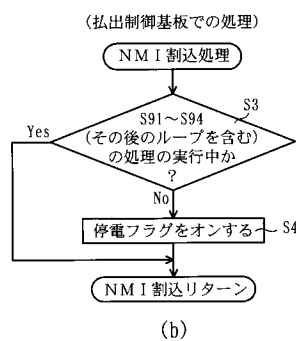 (払出制御基板での処理)
NMI割込処理
S3
S91～S94
(その後のループを含む)
の処理の実行中か
?
Yes
No
停電フラグをオンする
S4
NMI割込リターン
(b)